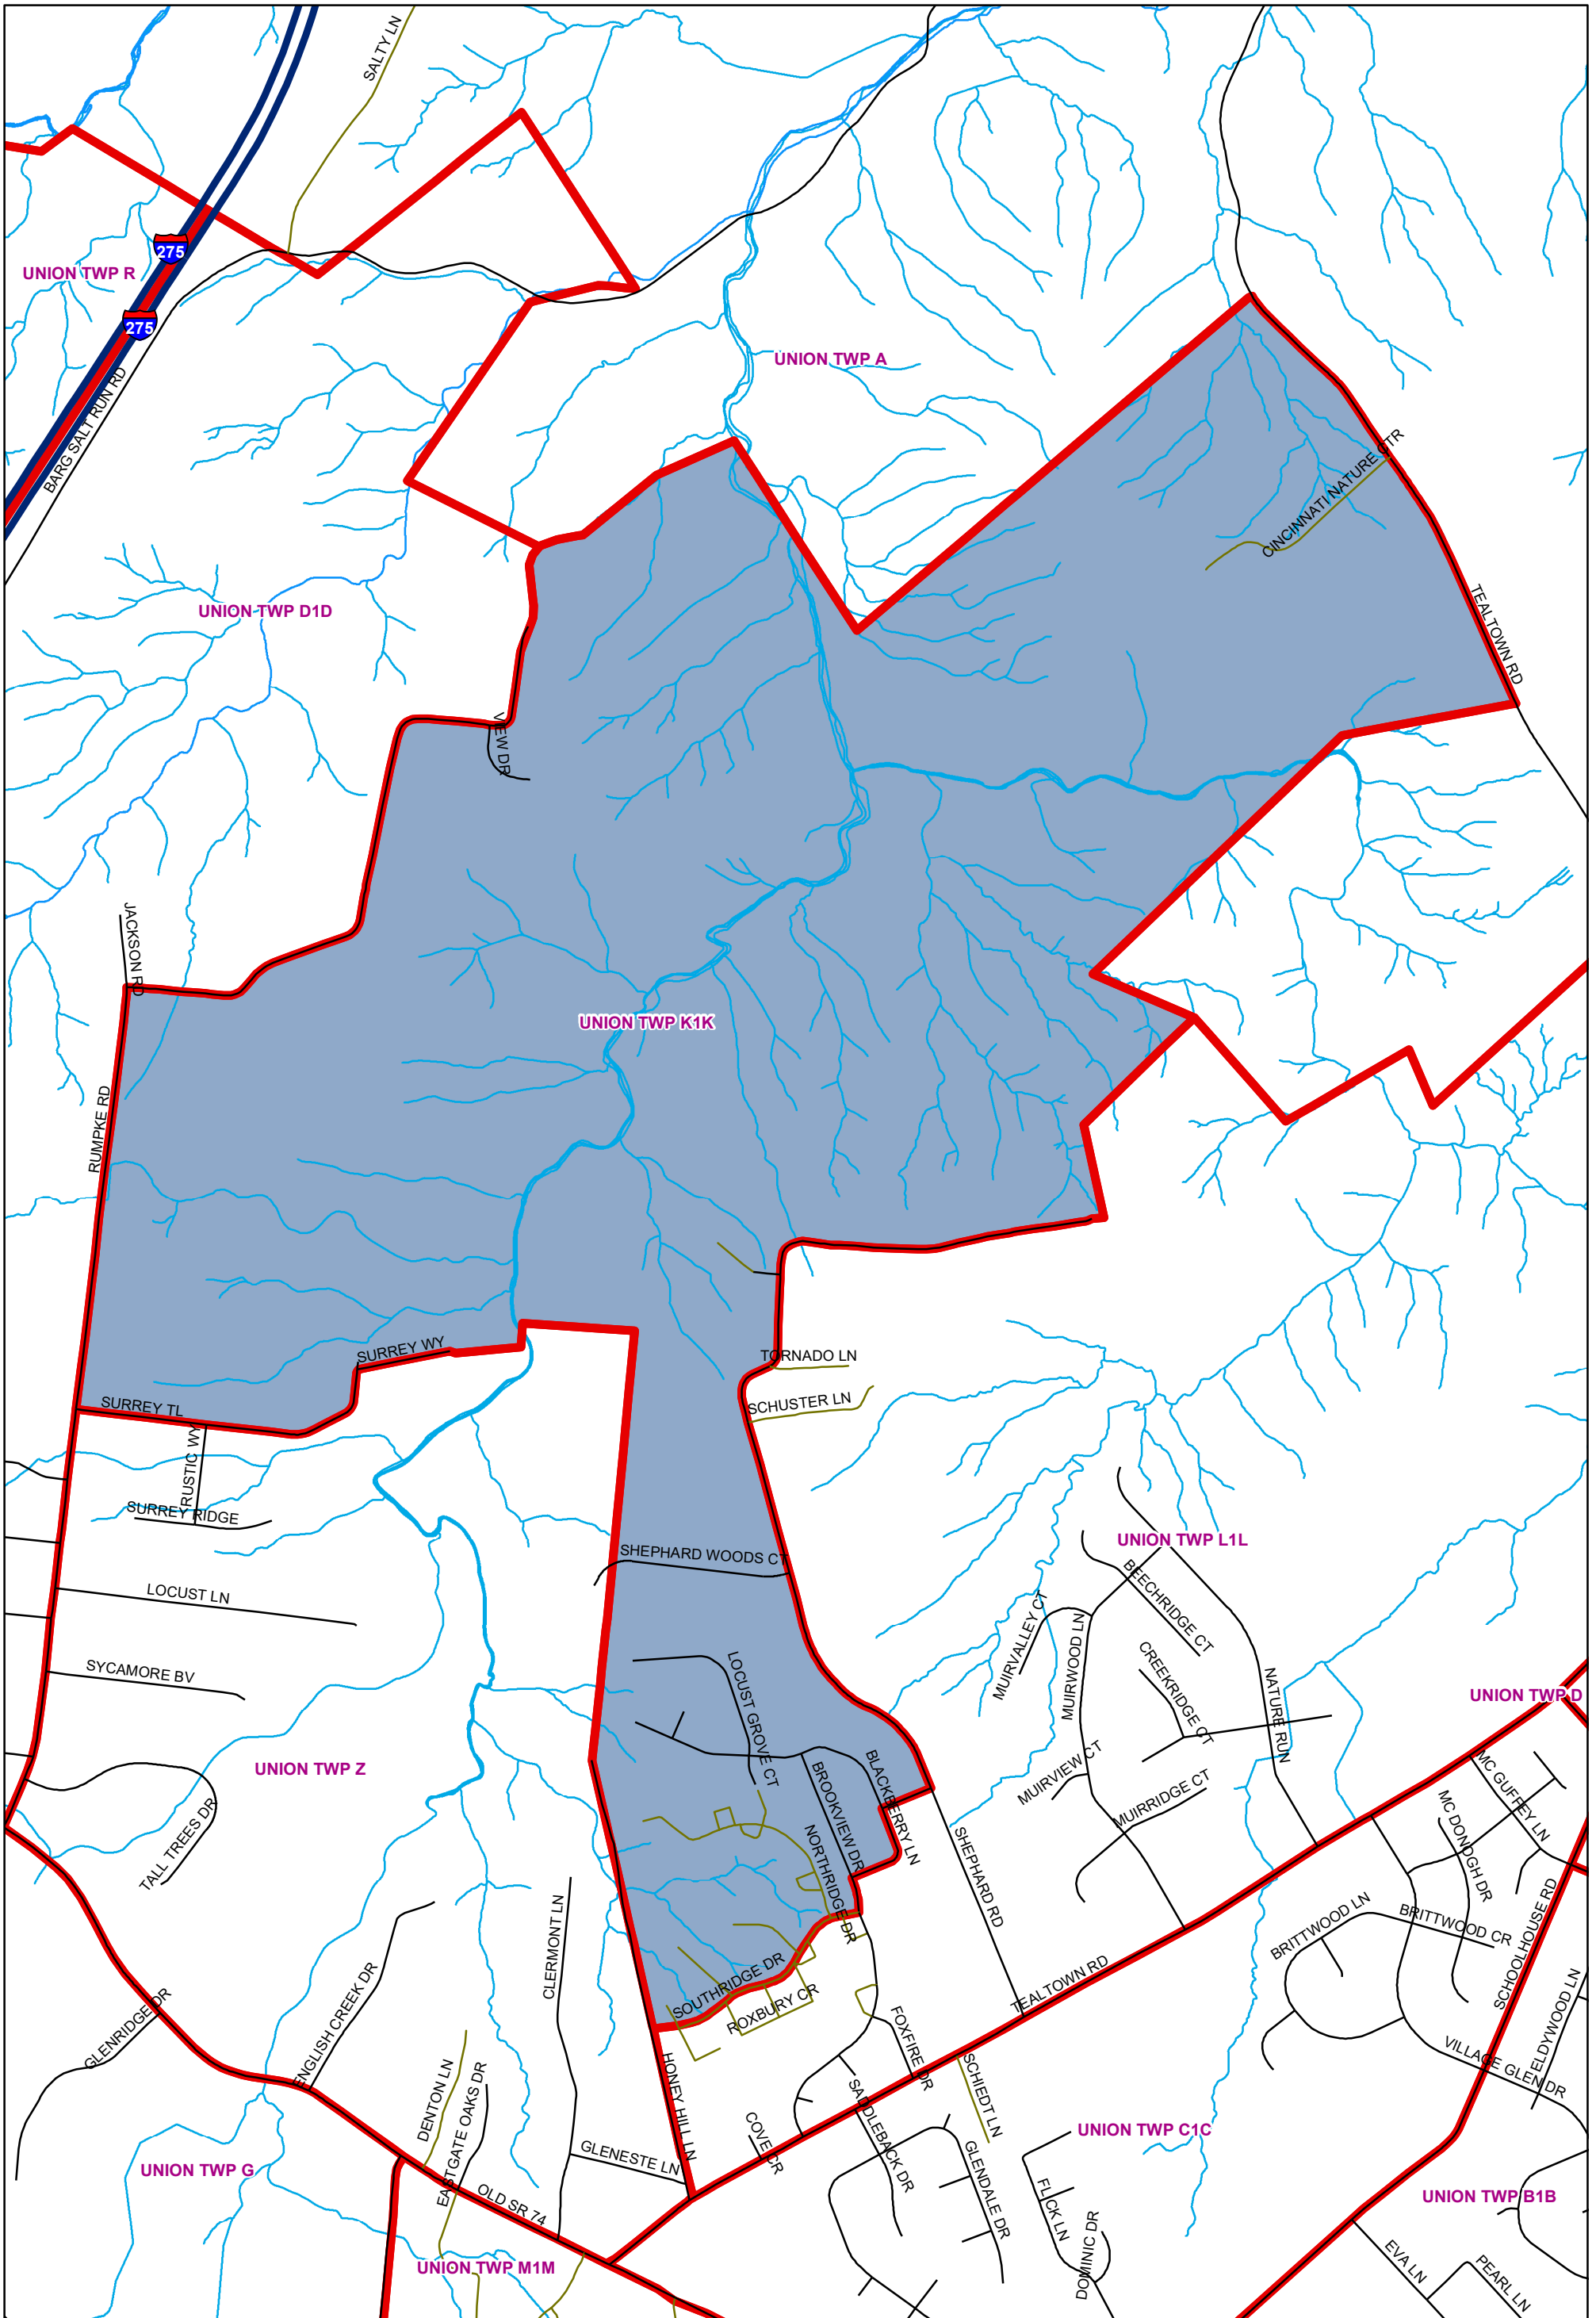 SALTY LN
275
UNION TWP R
275
UNION TWP A
BARG SALT RUN RD
CINCINNATI NATURE CTR
UNION TWP D1D
TEALTOWN RD
VIEW DR
JACKSON RD
UNION TWP K1K
RUMPKE RD
SURREY WY
TORNADO LN
SURREY TL
SCHUSTER LN
RUSTIC WY
SURREY RIDGE
UNION TWP L1L
SHEPHARD WOODS CT
BEECHRIDGE CT
LOCUST LN
MUIRVALLEY CT
MUIRWOOD LN
CREEKRIDGE CT
SYCAMORE BV
LOCUST GROVE CT
NATURE RUN
UNION TWP D
UNION TWP Z
BLACKBERRY LN
BROOKVIEW DR
MUIRVIEW CT
MUIRRIDGE CT
MC GUFFEY LN
MC DONOGH DR
TALL TREES DR
NORTHRIDGE DR
SHEPHARD RD
CLERMONT LN
BRITTWOOD LN
BRITTWOOD CR
SCHOOLHOUSE RD
SOUTHRIDGE DR
ROXBURY CR
TEALTOWN RD
GLENRIDGE DR
ENGLISH CREEK DR
FOXFIRE DR
ELDYWOOD LN
VILLAGE GLEN DR
DENTON LN
EASTGATE OAKS DR
HONEY HILL LN
SCHIEDT LN
SADDLEBACK DR
COVE CR
UNION TWP C1C
GLENESTE LN
GLENDALE DR
UNION TWP G
FLICK LN
OLD SR 74
UNION TWP B1B
DOMINIC DR
UNION TWP M1M
EVA LN
PEARL LN